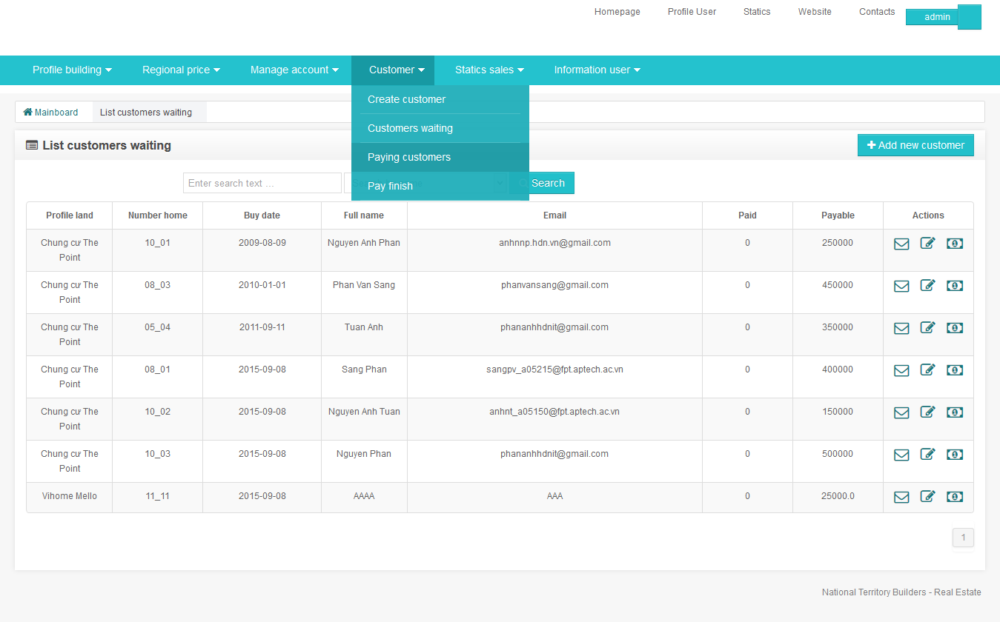 Homepage Profile User Statics Website Contacts admin
Profile building Regional price Manage account Customer Statics sales Information user
Create customer
Mainboard List customers waiting
Customers waiting
List customers waiting Add new customer
Paying customers
Enter search text ... Pay finish Search
Profile land Number home Buy date Full name Email Paid Payable Actions
Chung cư The 10_01 2009-08-09 Nguyen Anh Phan anhnnp.hdn.vn@gmail.com 0 250000
Point
Chung cư The 08_03 2010-01-01 Phan Van Sang phanvansang@gmail.com 0 450000
Point
Chung cư The 05_04 2011-09-11 Tuan Anh phananhhdnit@gmail.com 0 350000
Point
Chung cư The 08_01 2015-09-08 Sang Phan sangpv_a05215@fpt.aptech.ac.vn 0 400000
Point
Chung cư The 10_02 2015-09-08 Nguyen Anh Tuan anhnt_a05150@fpt.aptech.ac.vn 0 150000
Point
Chung cư The 10_03 2015-09-08 Nguyen Phan phananhhdnit@gmail.com 0 500000
Point
Vihome Mello 11_11 2015-09-08 AAAA AAA 0 25000.0
1
National Territory Builders - Real Estate